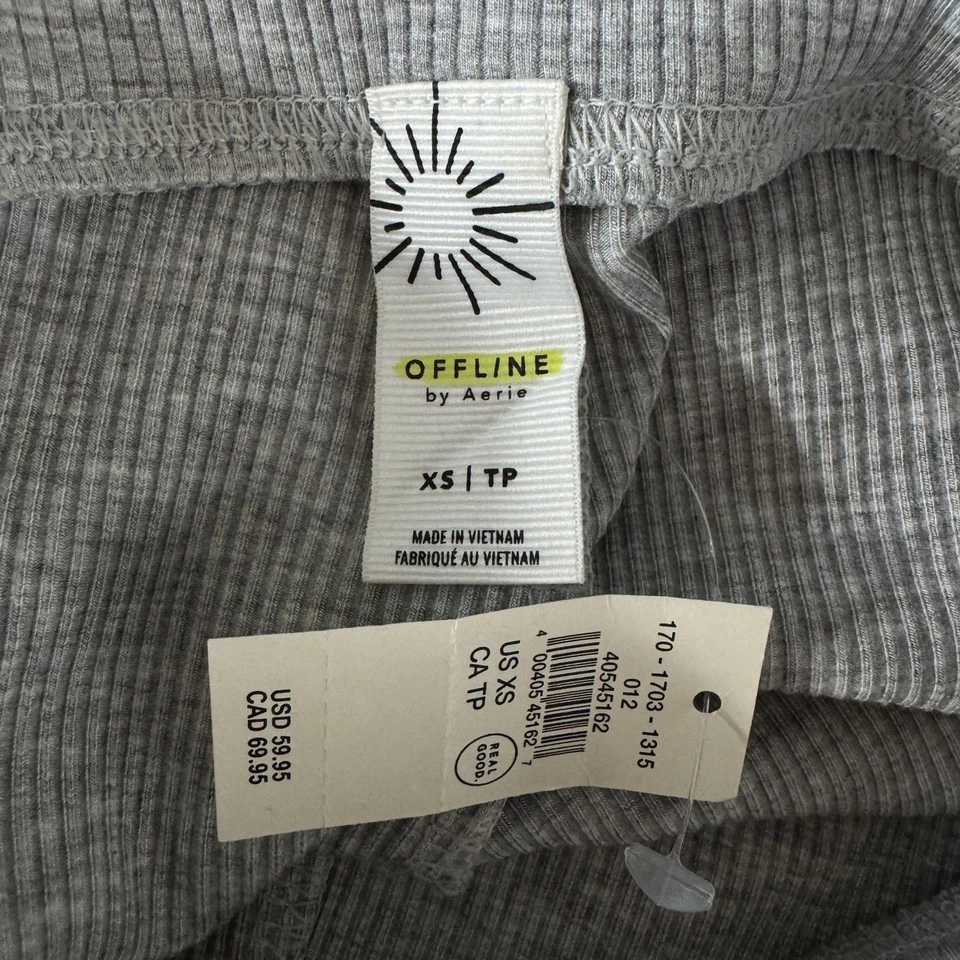 OFFLINE
by Aerie
XS | TP
MADE IN VIETNAM
FABRIQUÉ AU VIETNAM
170 - 1703 - 1315
012
40545162
4 00405 45162 7
US XS
CA TP
REAL
GOOD.
USD 59.95
CAD 69.95